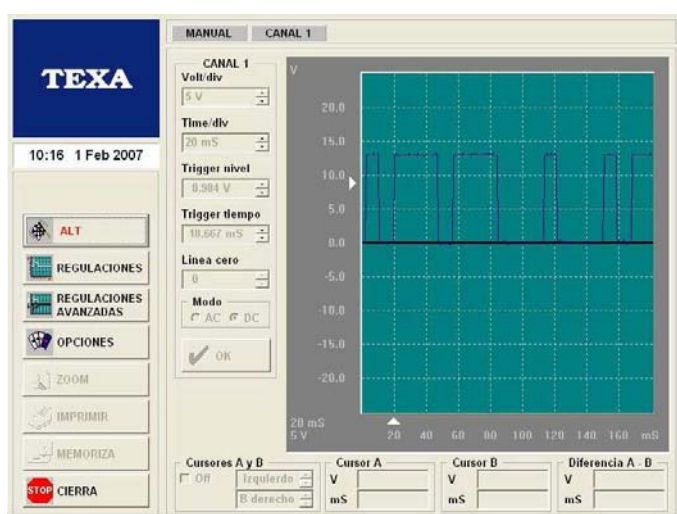 MANUAL CANAL 1
TEXA
10:16 1 Feb 2007
ALT
REGULACIONES
REGULACIONES
AVANZADAS
OPCIONES
ZOOM
IMPRIMIR
MEMORIZA
STOP CIERRA
CANAL 1
Volt/div
5 V
Time/div
20 mS
Trigger nivel
8.984 V
Trigger tiempo
18.667 mS
Linea cero
0
Modo
AC DC
OK
V
20.0
15.0
10.0
5.0
0.0
-5.0
-10.0
-15.0
-20.0
20 mS
5 V 20 40 60 80 100 120 140 160 mS
Cursores A y B
Off Izquierdo
B derecho
Cursor A
V
mS
Cursor B
V
mS
Diferencia A - B
V
mS